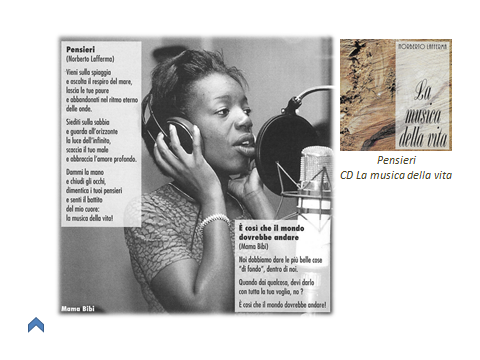 Pensieri
(Norberto Lafferma)
Vieni sulla spiaggia
e ascolta il respiro del mare,
lascia le tue paure
e abbandonati nel ritmo eterno
delle onde.
Siediti sulla sabbia
e guarda all'orizzonte
la luce dell'infinito,
scaccia il tuo male
e abbraccia l'amore profondo.
Dammi la mano
e chiudi gli occhi,
dimentica i tuoi pensieri
e senti il battito
del mio cuore:
la musica della vita!
È così che il mondo
dovrebbe andare
(Mama Bibi)
Noi dobbiamo dare le più belle cose
"di fondo", dentro di noi.
Quando dai qualcosa, devi darlo
con tutta la tua voglia, no ?
È così che il mondo dovrebbe andare!
Mama Bibi
NORBERTO LAFFERMA
La
musica
della vita
Pensieri
CD La musica della vita